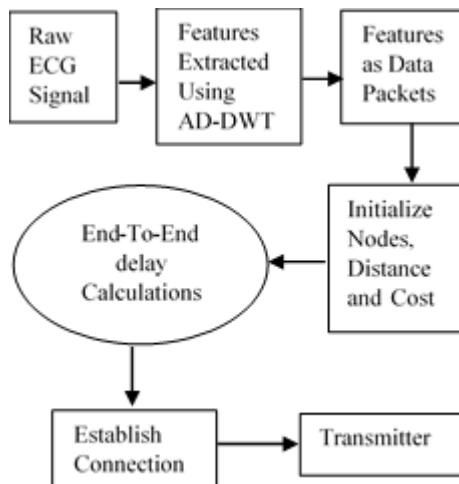 Raw
ECG
Signal
Features
Extracted
Using
AD-DWT
Features
as Data
Packets
Initialize
Nodes,
Distance
and Cost
End-To-End
delay
Calculations
Establish
Connection
Transmitter